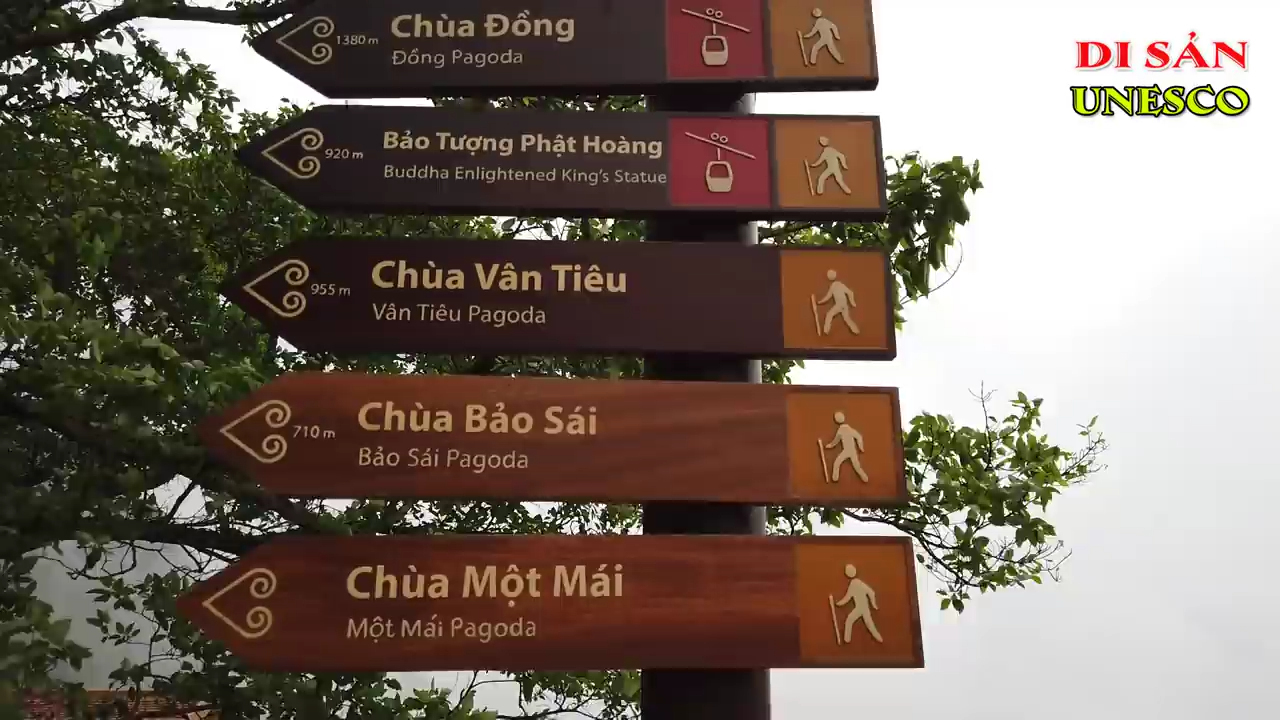 DI SẢN
UNESCO
1380 m
Chùa Đồng
Đồng Pagoda
920 m
Bảo Tượng Phật Hoàng
Buddha Enlightened King's Statue
955 m
Chùa Vân Tiêu
Vân Tiêu Pagoda
710 m
Chùa Bảo Sái
Bảo Sái Pagoda
Chùa Một Mái
Một Mái Pagoda